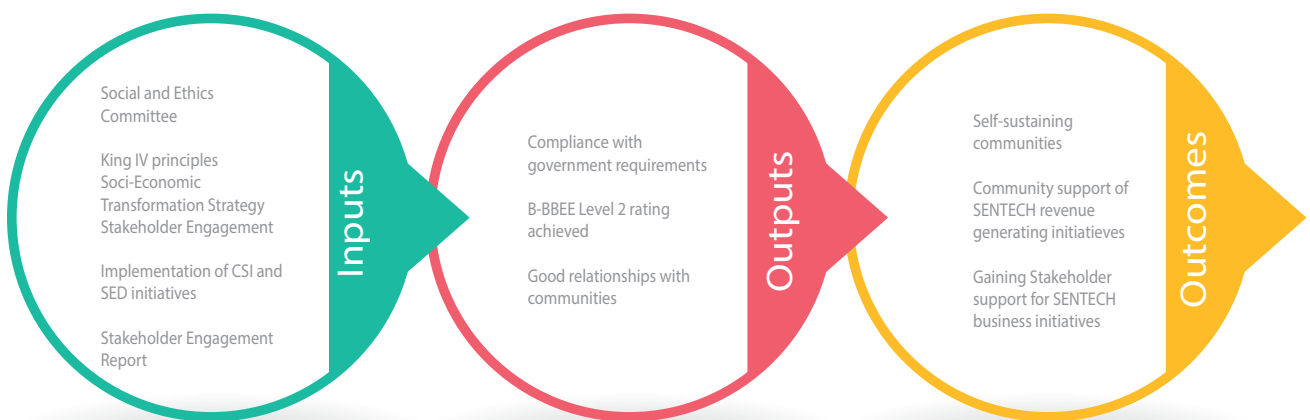 Social and Ethics
Committee
King IV principles
Soci-Economic
Transformation Strategy
Stakeholder Engagement
Implementation of CSI and
SED initiatives
Stakeholder Engagement
Report
Inputs
Compliance with
government requirements
B-BBEE Level 2 rating
achieved
Good relationships with
communities
Outputs
Self-sustaining
communities
Community support of
SENTECH revenue
generating initiatieves
Gaining Stakeholder
support for SENTECH
business initiatives
Outcomes